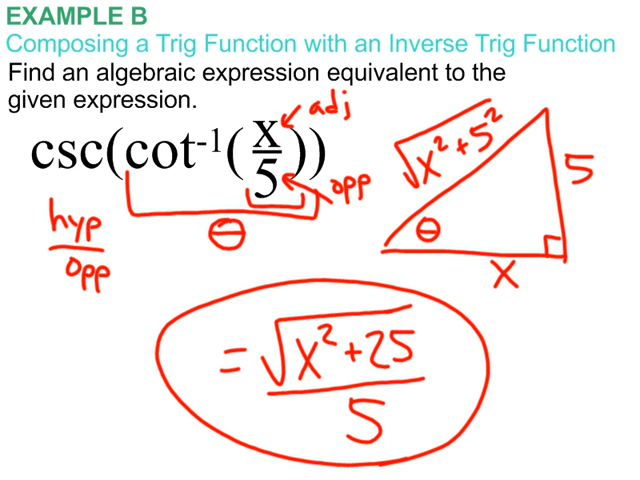 EXAMPLE B
Composing a Trig Function with an Inverse Trig Function
Find an algebraic expression equivalent to the
given expression.
adj
csc(cot⁻¹(x/5))
opp
θ
hyp/opp
√x²+5²
5
θ
x
= √x²+25/5